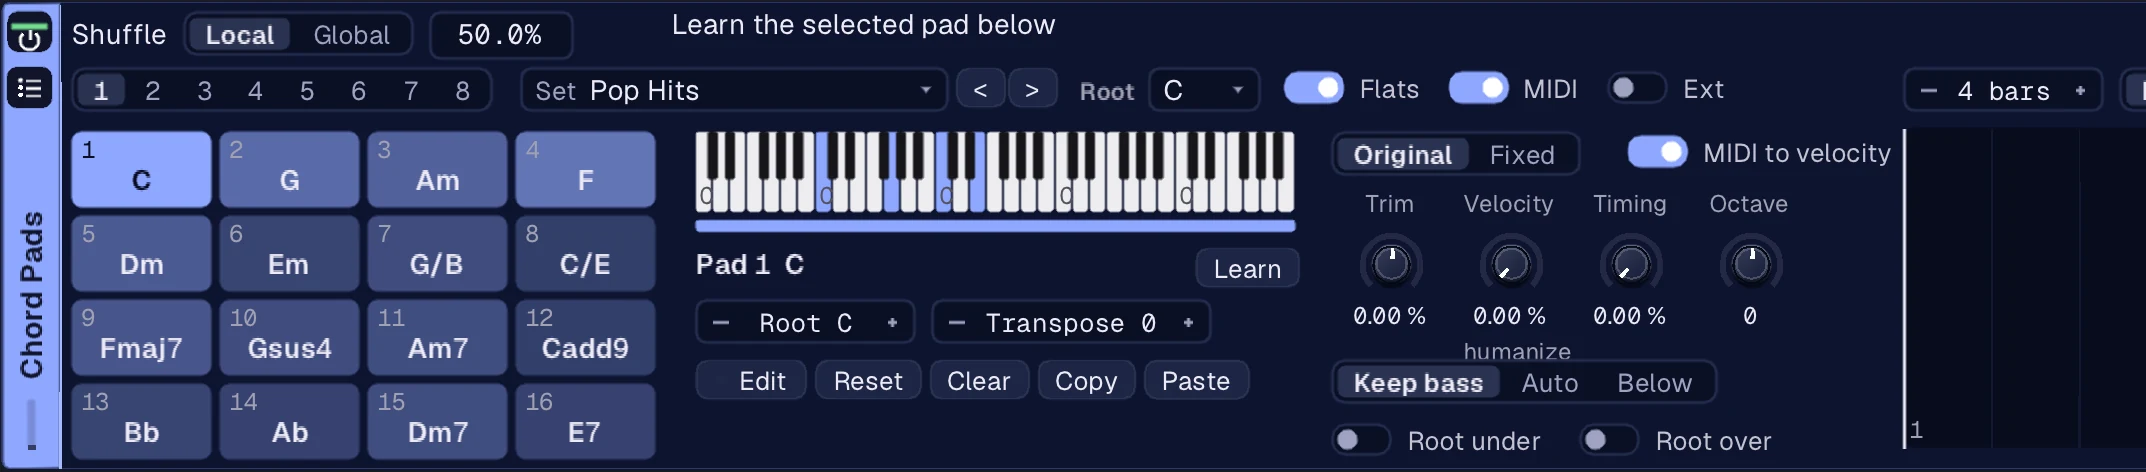 Shuffle Local Global 50.0% Learn the selected pad below
1 2 3 4 5 6 7 8 Set Pop Hits < > Root C Flats MIDI Ext − 4 bars +
1 C 2 G 3 Am 4 F
5 Dm 6 Em 7 G/B 8 C/E
9 Fmaj7 10 Gsus4 11 Am7 12 Cadd9
13 Bb 14 Ab 15 Dm7 16 E7
Chord Pads
C C C C C
Pad 1 C Learn
− Root C + − Transpose 0 +
Edit Reset Clear Copy Paste
Original Fixed MIDI to velocity
Trim Velocity Timing Octave
0.00 % 0.00 % 0.00 % 0
humanize
Keep bass Auto Below
Root under Root over
1